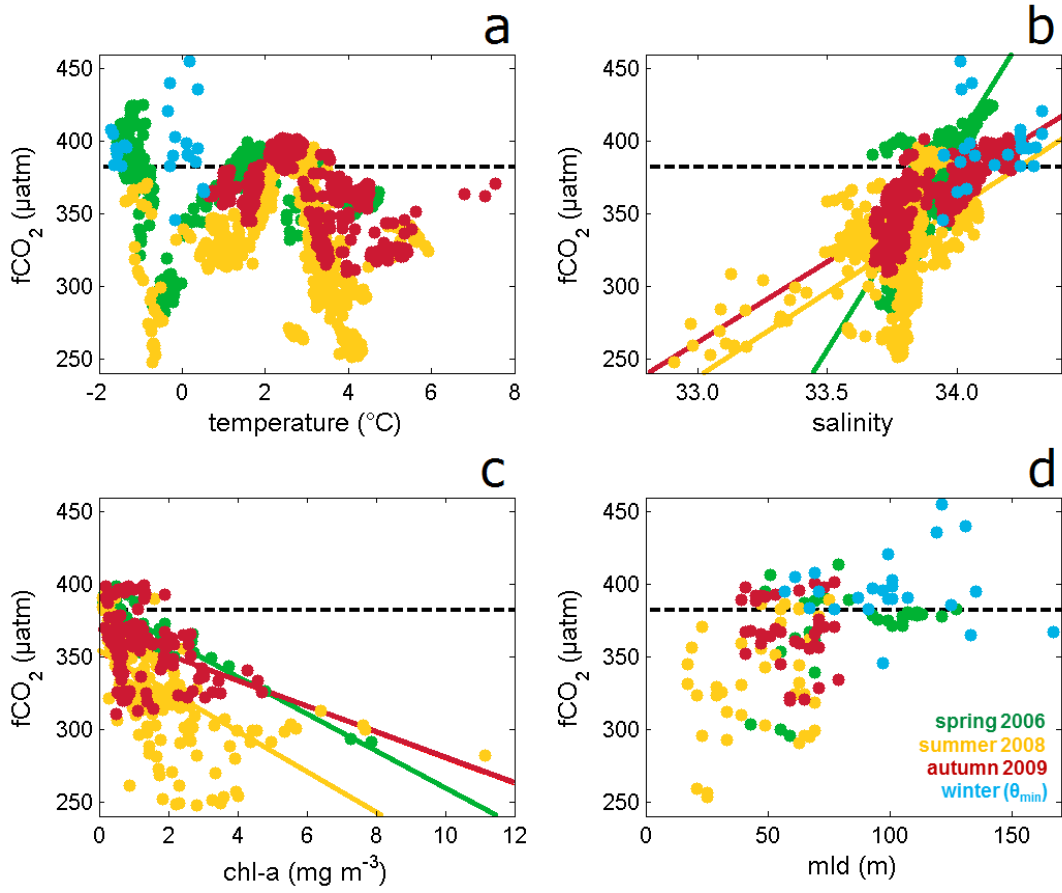 a
450
400
350
300
250
fCO₂ (µatm)
-2 0 2 4 6 8
temperature (°C)
b
450
400
350
300
250
fCO₂ (µatm)
33.0 33.5 34.0
salinity
c
450
400
350
300
250
fCO₂ (µatm)
0 2 4 6 8 10 12
chl-a (mg m⁻³)
d
450
400
350
300
250
fCO₂ (µatm)
0 50 100 150
mld (m)
spring 2006
summer 2008
autumn 2009
winter (θmin)